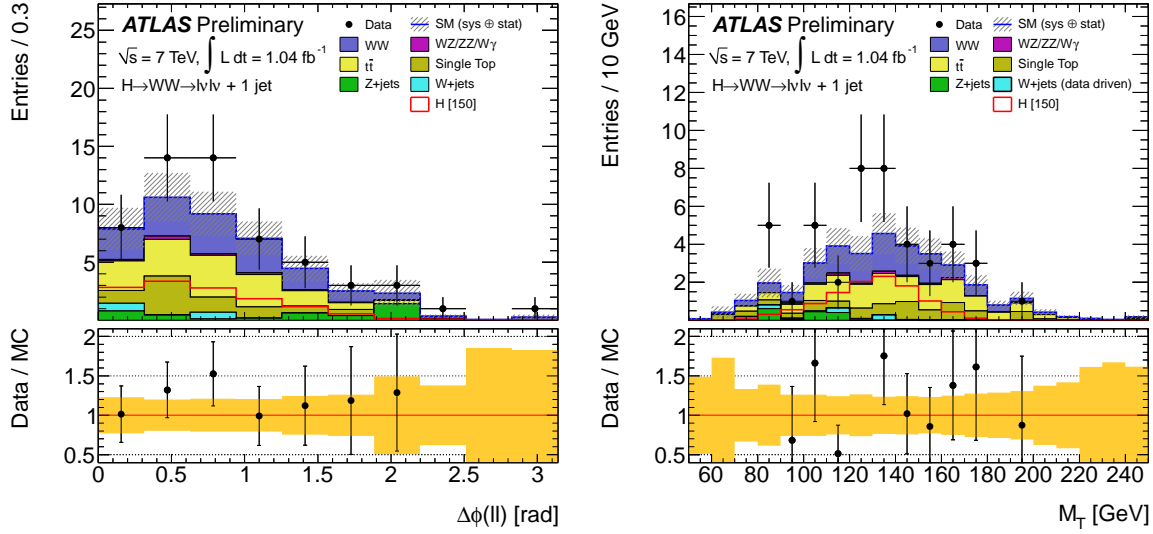 ATLAS Preliminary
√s = 7 TeV, ∫ L dt = 1.04 fb⁻¹
H→WW→lνlν + 1 jet
Data
WW
tt̄
Z+jets
SM (sys ⊕ stat)
WZ/ZZ/Wγ
Single Top
W+jets
H [150]
Entries / 0.3
25
20
15
10
5
Data / MC
2
1.5
1
0.5
0 0.5 1 1.5 2 2.5 3
Δϕ(ll) [rad]
ATLAS Preliminary
√s = 7 TeV, ∫ L dt = 1.04 fb⁻¹
H→WW→lνlν + 1 jet
Data
WW
tt̄
Z+jets
SM (sys ⊕ stat)
WZ/ZZ/Wγ
Single Top
W+jets (data driven)
H [150]
Entries / 10 GeV
16
14
12
10
8
6
4
2
Data / MC
2
1.5
1
0.5
60 80 100 120 140 160 180 200 220 240
M_T [GeV]